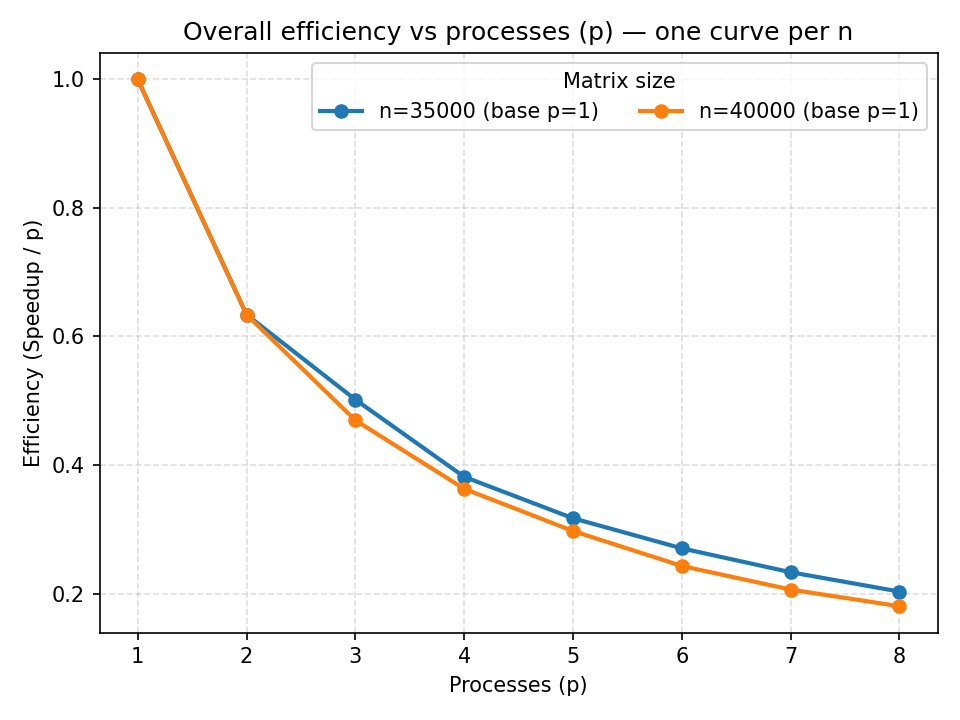 Overall efficiency vs processes (p) — one curve per n
Matrix size
n=35000 (base p=1) n=40000 (base p=1)
Efficiency (Speedup / p)
1.0
0.8
0.6
0.4
0.2
1 2 3 4 5 6 7 8
Processes (p)